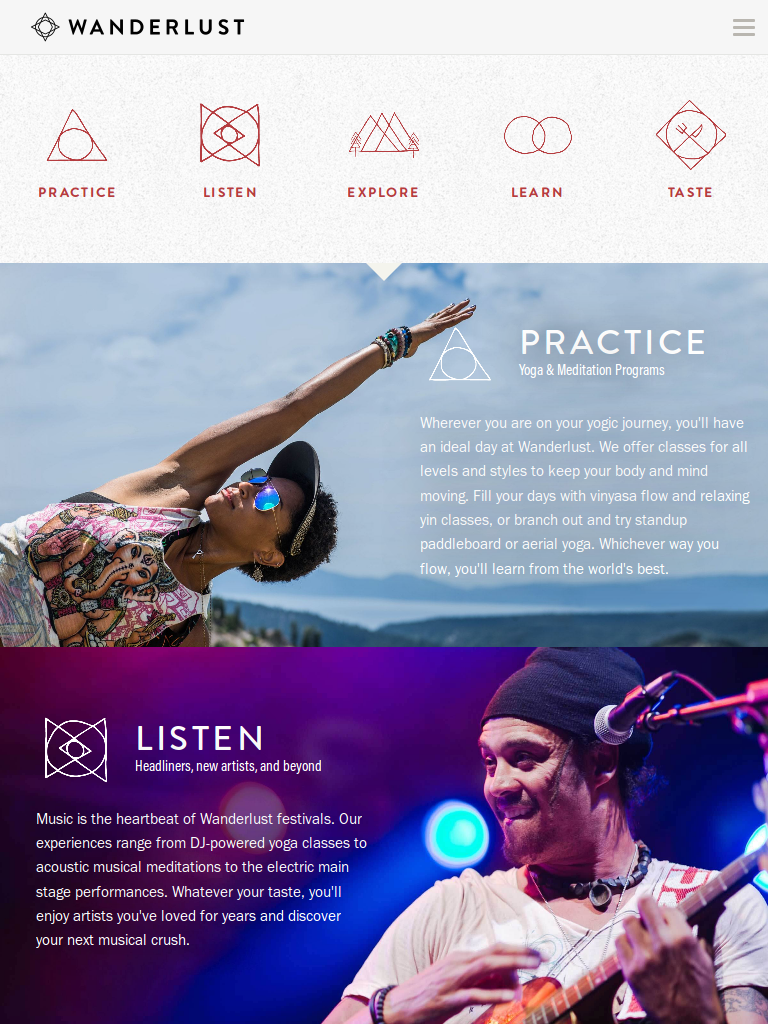 WANDERLUST
PRACTICE
LISTEN
EXPLORE
LEARN
TASTE
PRACTICE
Yoga & Meditation Programs
Wherever you are on your yogic journey, you'll have
an ideal day at Wanderlust. We offer classes for all
levels and styles to keep your body and mind
moving. Fill your days with vinyasa flow and relaxing
yin classes, or branch out and try standup
paddleboard or aerial yoga. Whichever way you
flow, you'll learn from the world's best.
LISTEN
Headliners, new artists, and beyond
Music is the heartbeat of Wanderlust festivals. Our
experiences range from DJ-powered yoga classes to
acoustic musical meditations to the electric main
stage performances. Whatever your taste, you'll
enjoy artists you've loved for years and discover
your next musical crush.